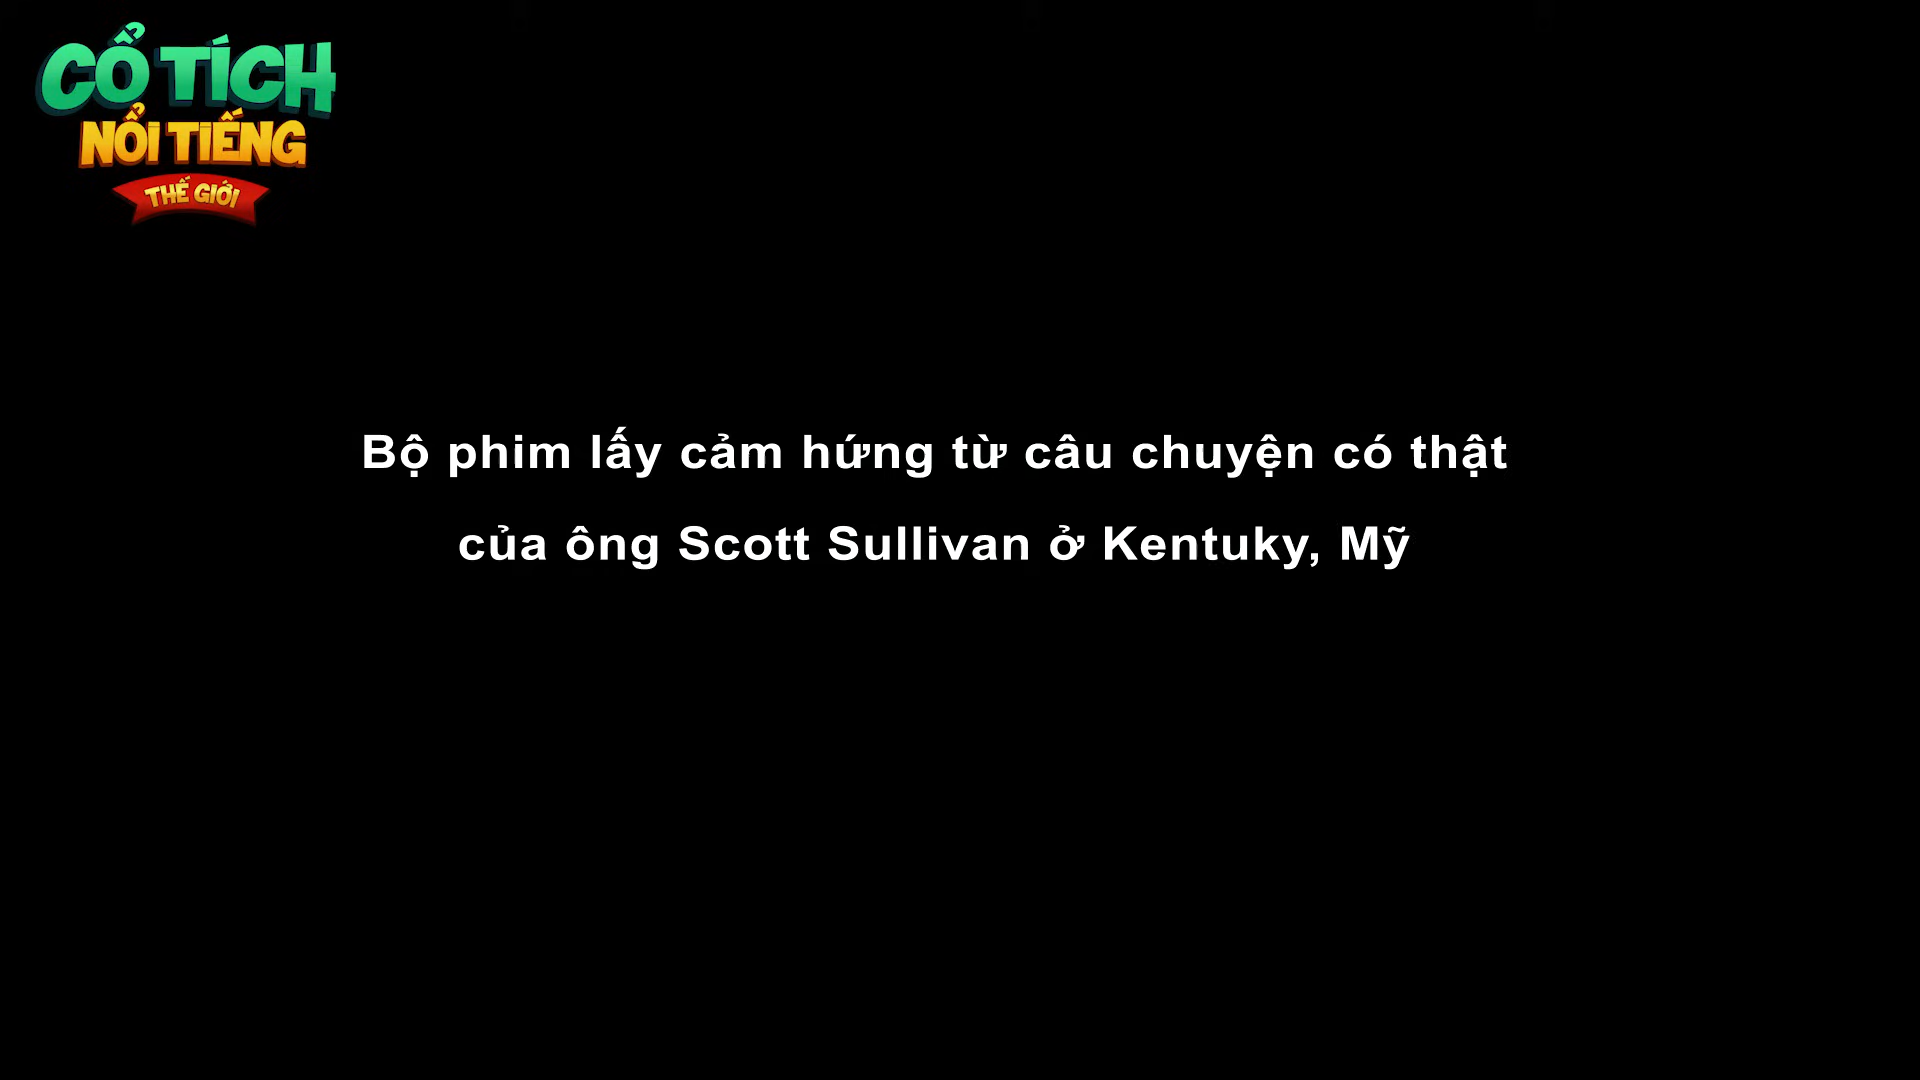 CỔ TÍCH
NỔI TIẾNG
THẾ GIỚI
Bộ phim lấy cảm hứng từ câu chuyện có thật
của ông Scott Sullivan ở Kentuky, Mỹ